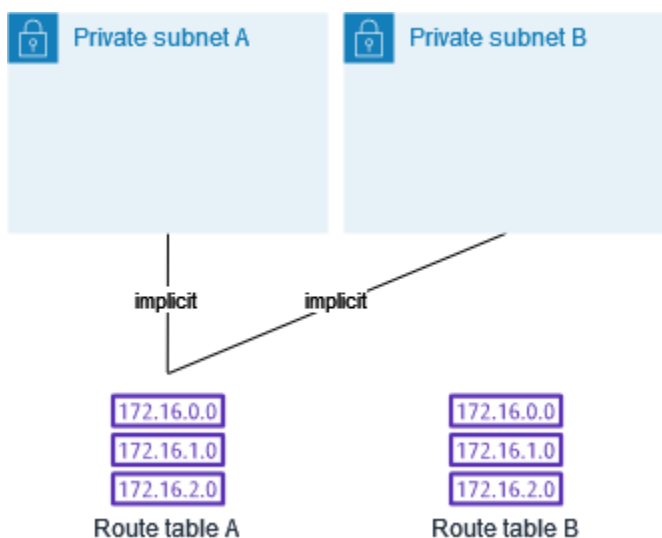 Private subnet A
Private subnet B
implicit
implicit
172.16.0.0
172.16.1.0
172.16.2.0
Route table A
172.16.0.0
172.16.1.0
172.16.2.0
Route table B